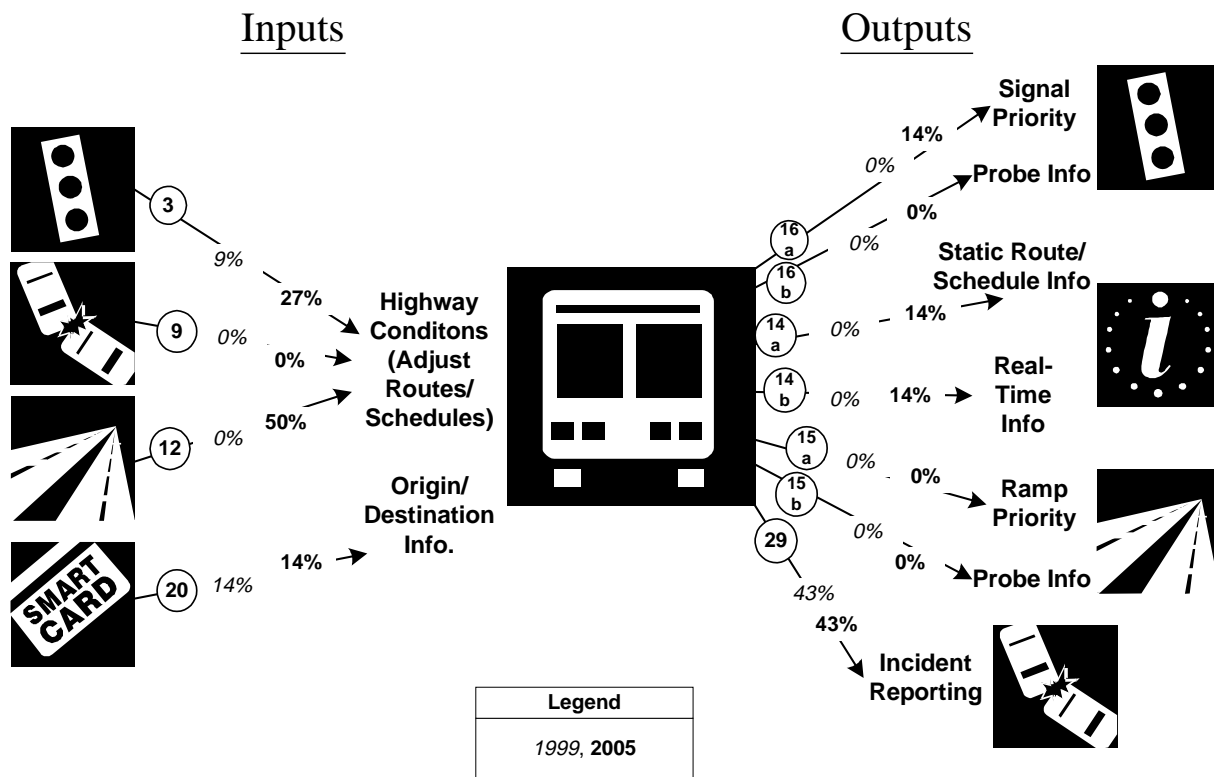 Inputs
Outputs
3
9%
27%
9
0%
0%
12
0%
50%
Highway
Conditons
(Adjust
Routes/
Schedules)
SMART
CARD
20
14%
14%
Origin/
Destination
Info.
16
a
0%
14%
Signal
Priority
16
b
0%
0%
Probe Info
14
a
0%
14%
Static Route/
Schedule Info
i
14
b
0%
14%
Real-
Time
Info
15
a
0%
0%
Ramp
Priority
15
b
0%
0%
Probe Info
29
43%
43%
Incident
Reporting
Legend
1999, 2005